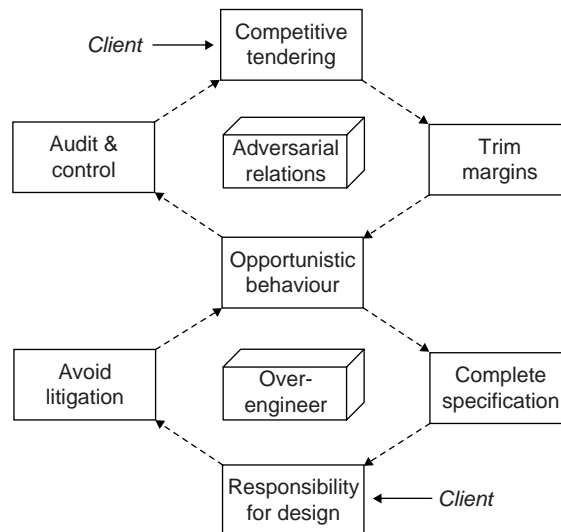 Client
Competitive
tendering
Audit &
control
Adversarial
relations
Trim
margins
Opportunistic
behaviour
Avoid
litigation
Over-
engineer
Complete
specification
Responsibility
for design
Client